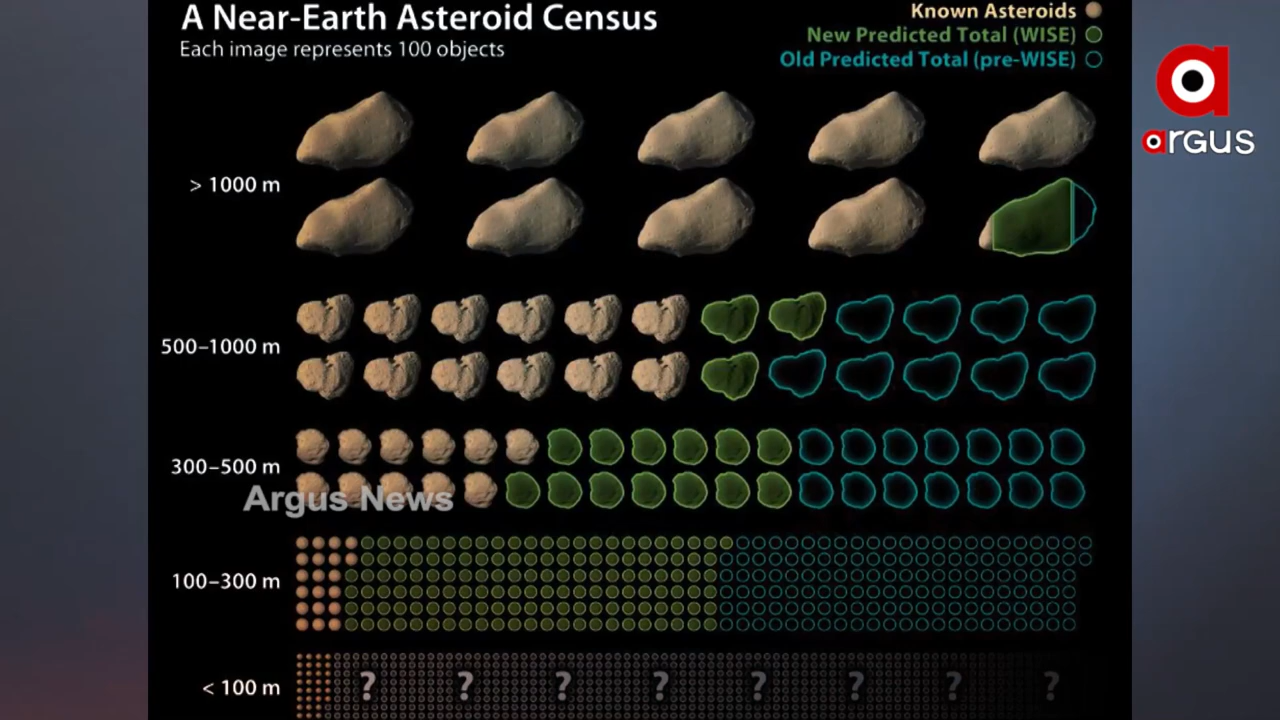 A Near-Earth Asteroid Census
Each image represents 100 objects
Known Asteroids
New Predicted Total (WISE)
Old Predicted Total (pre-WISE)
argus
> 1000 m
500–1000 m
300–500 m
Argus News
100–300 m
< 100 m
? ? ? ? ? ? ? ?